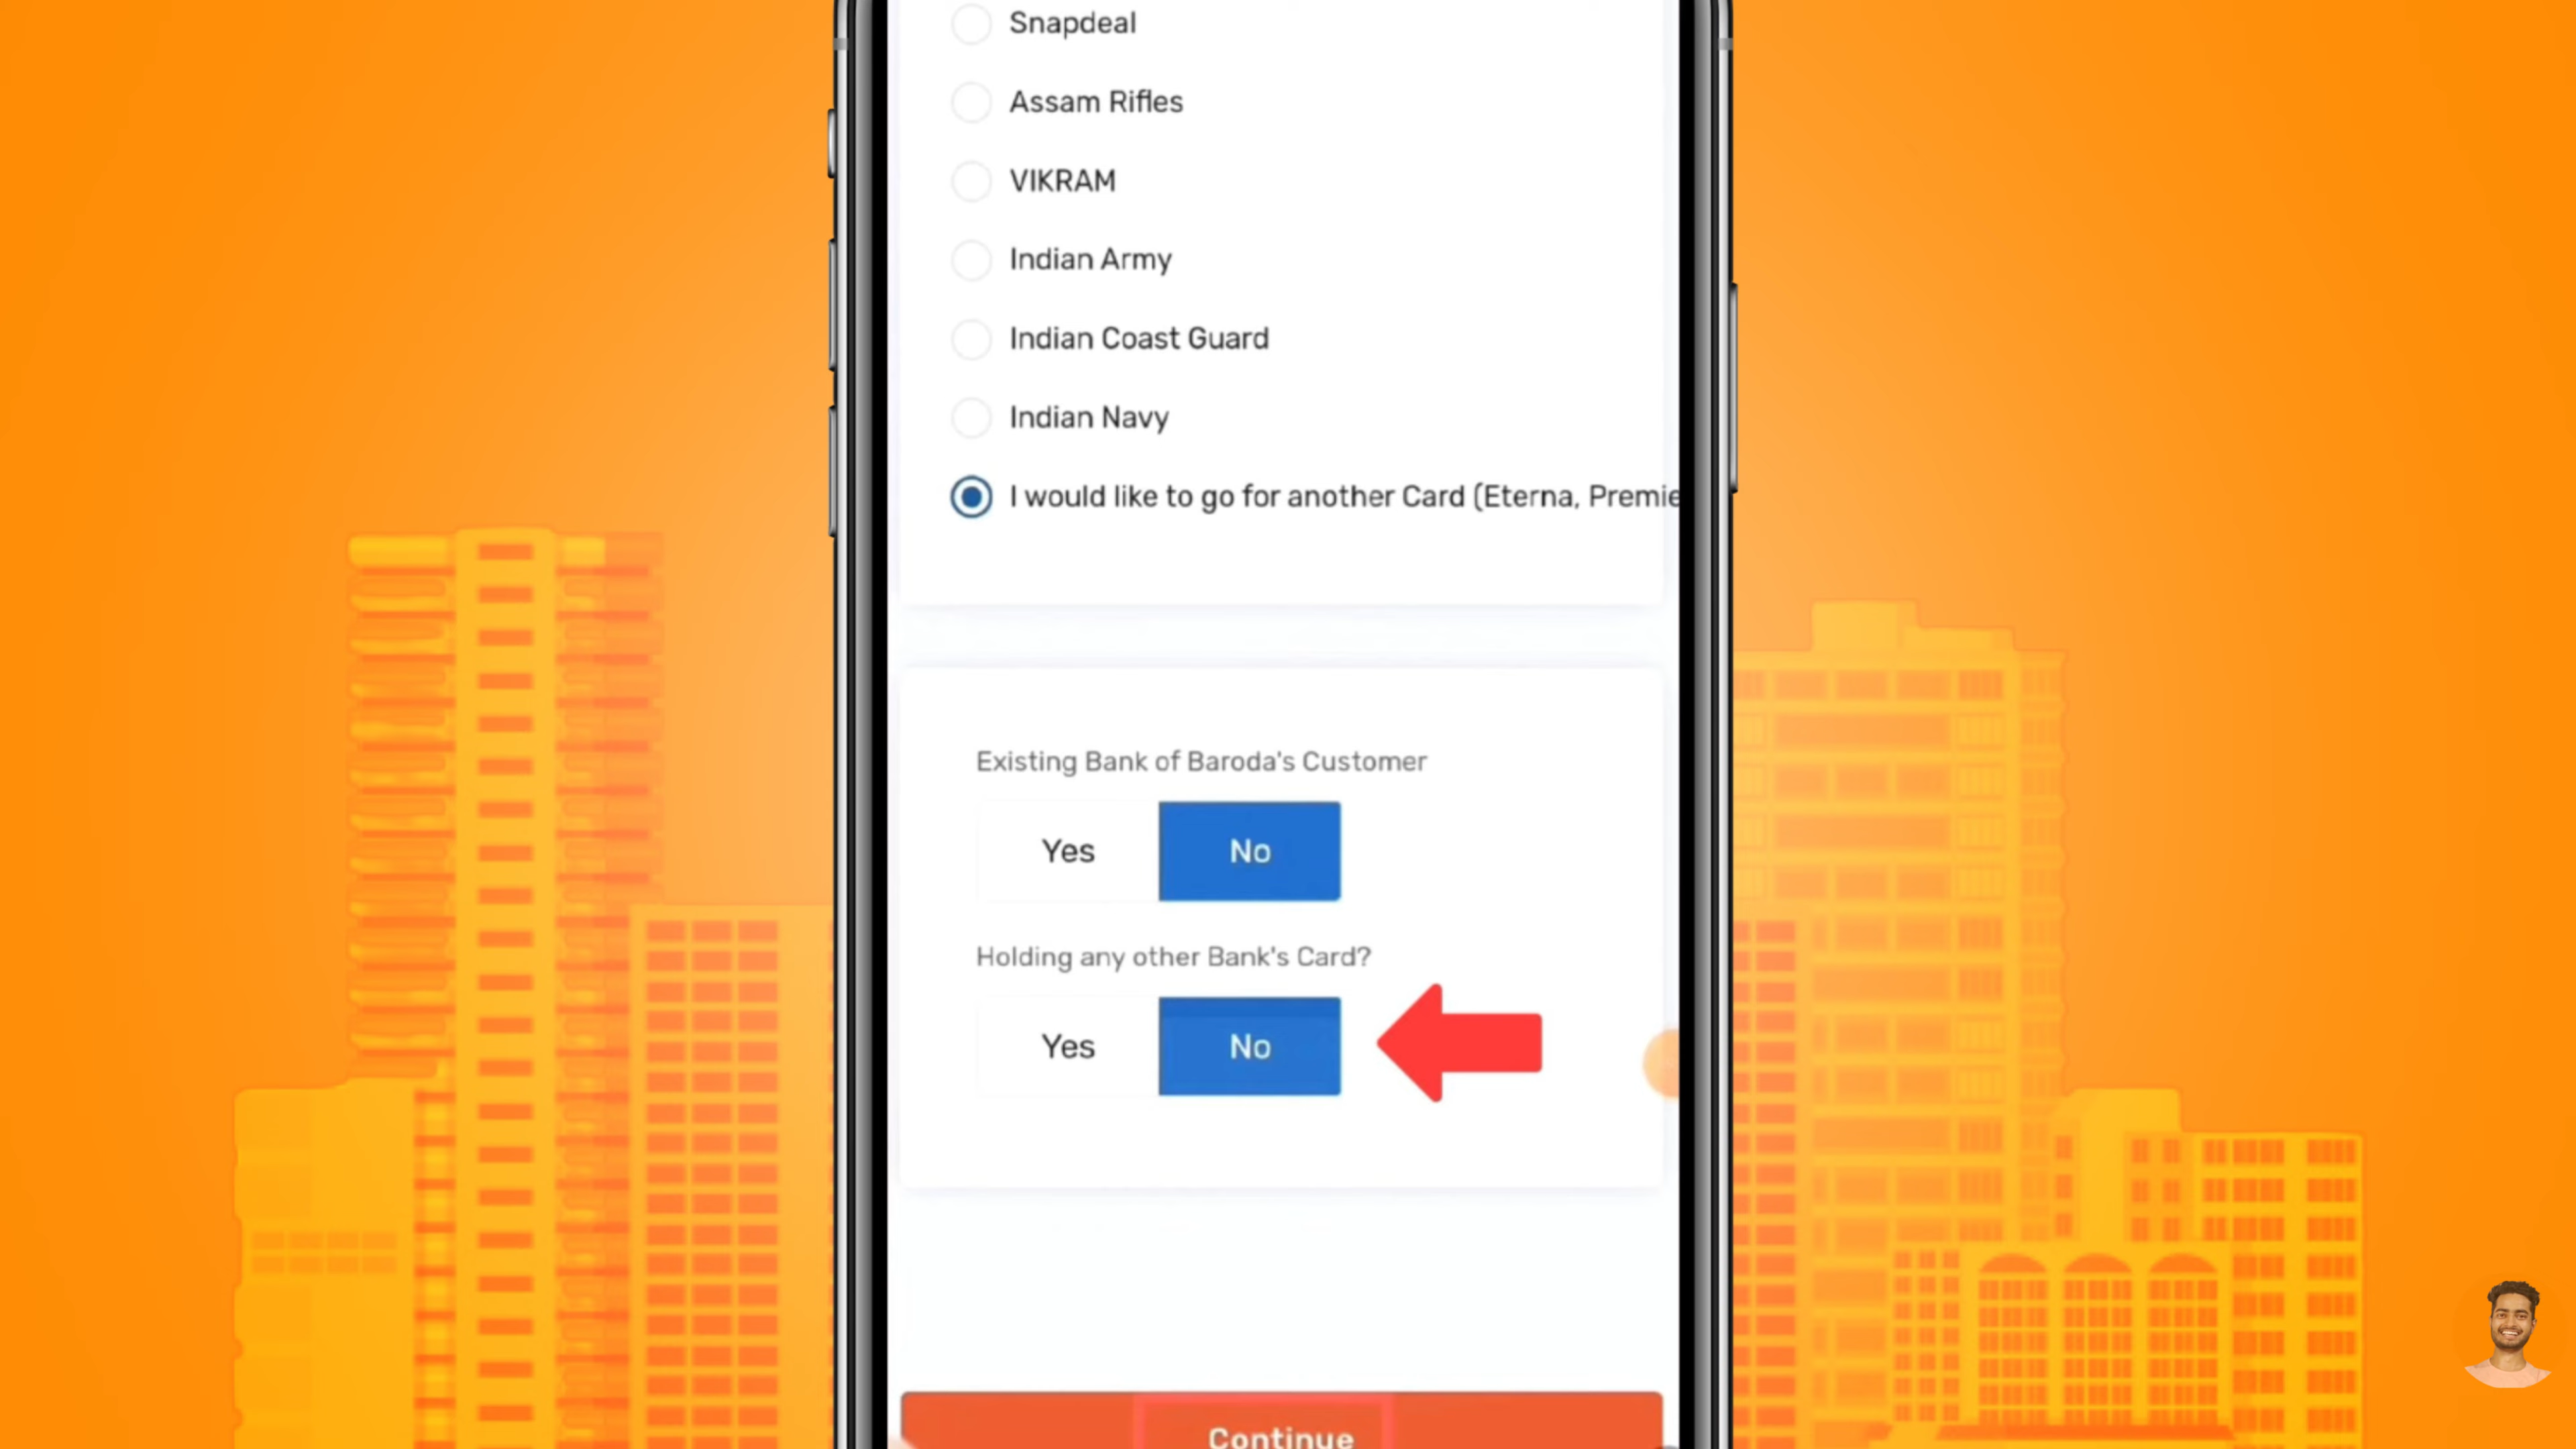 Snapdeal
Assam Rifles
VIKRAM
Indian Army
Indian Coast Guard
Indian Navy
I would like to go for another Card (Eterna, Premie
Existing Bank of Baroda's Customer
Yes No
Holding any other Bank's Card?
Yes No
Continue